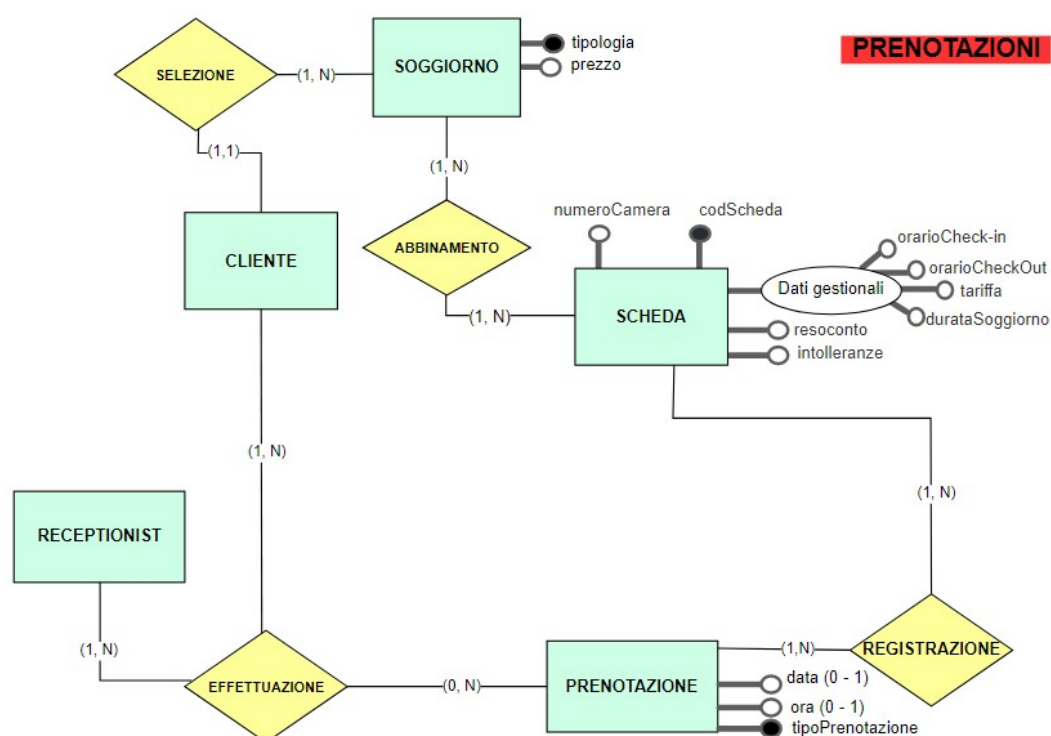 PRENOTAZIONI
tipologia
prezzo
SOGGIORNO
SELEZIONE
(1, N)
(1,1)
(1, N)
CLIENTE
ABBINAMENTO
numeroCamera
codScheda
orarioCheck-in
orarioCheckOut
Dati gestionali
tariffa
durataSoggiorno
SCHEDA
(1, N)
resoconto
intolleranze
(1, N)
(1, N)
RECEPTIONIST
(1, N)
EFFETTUAZIONE
(0, N)
PRENOTAZIONE
(1,N)
REGISTRAZIONE
data (0 - 1)
ora (0 - 1)
tipoPrenotazione